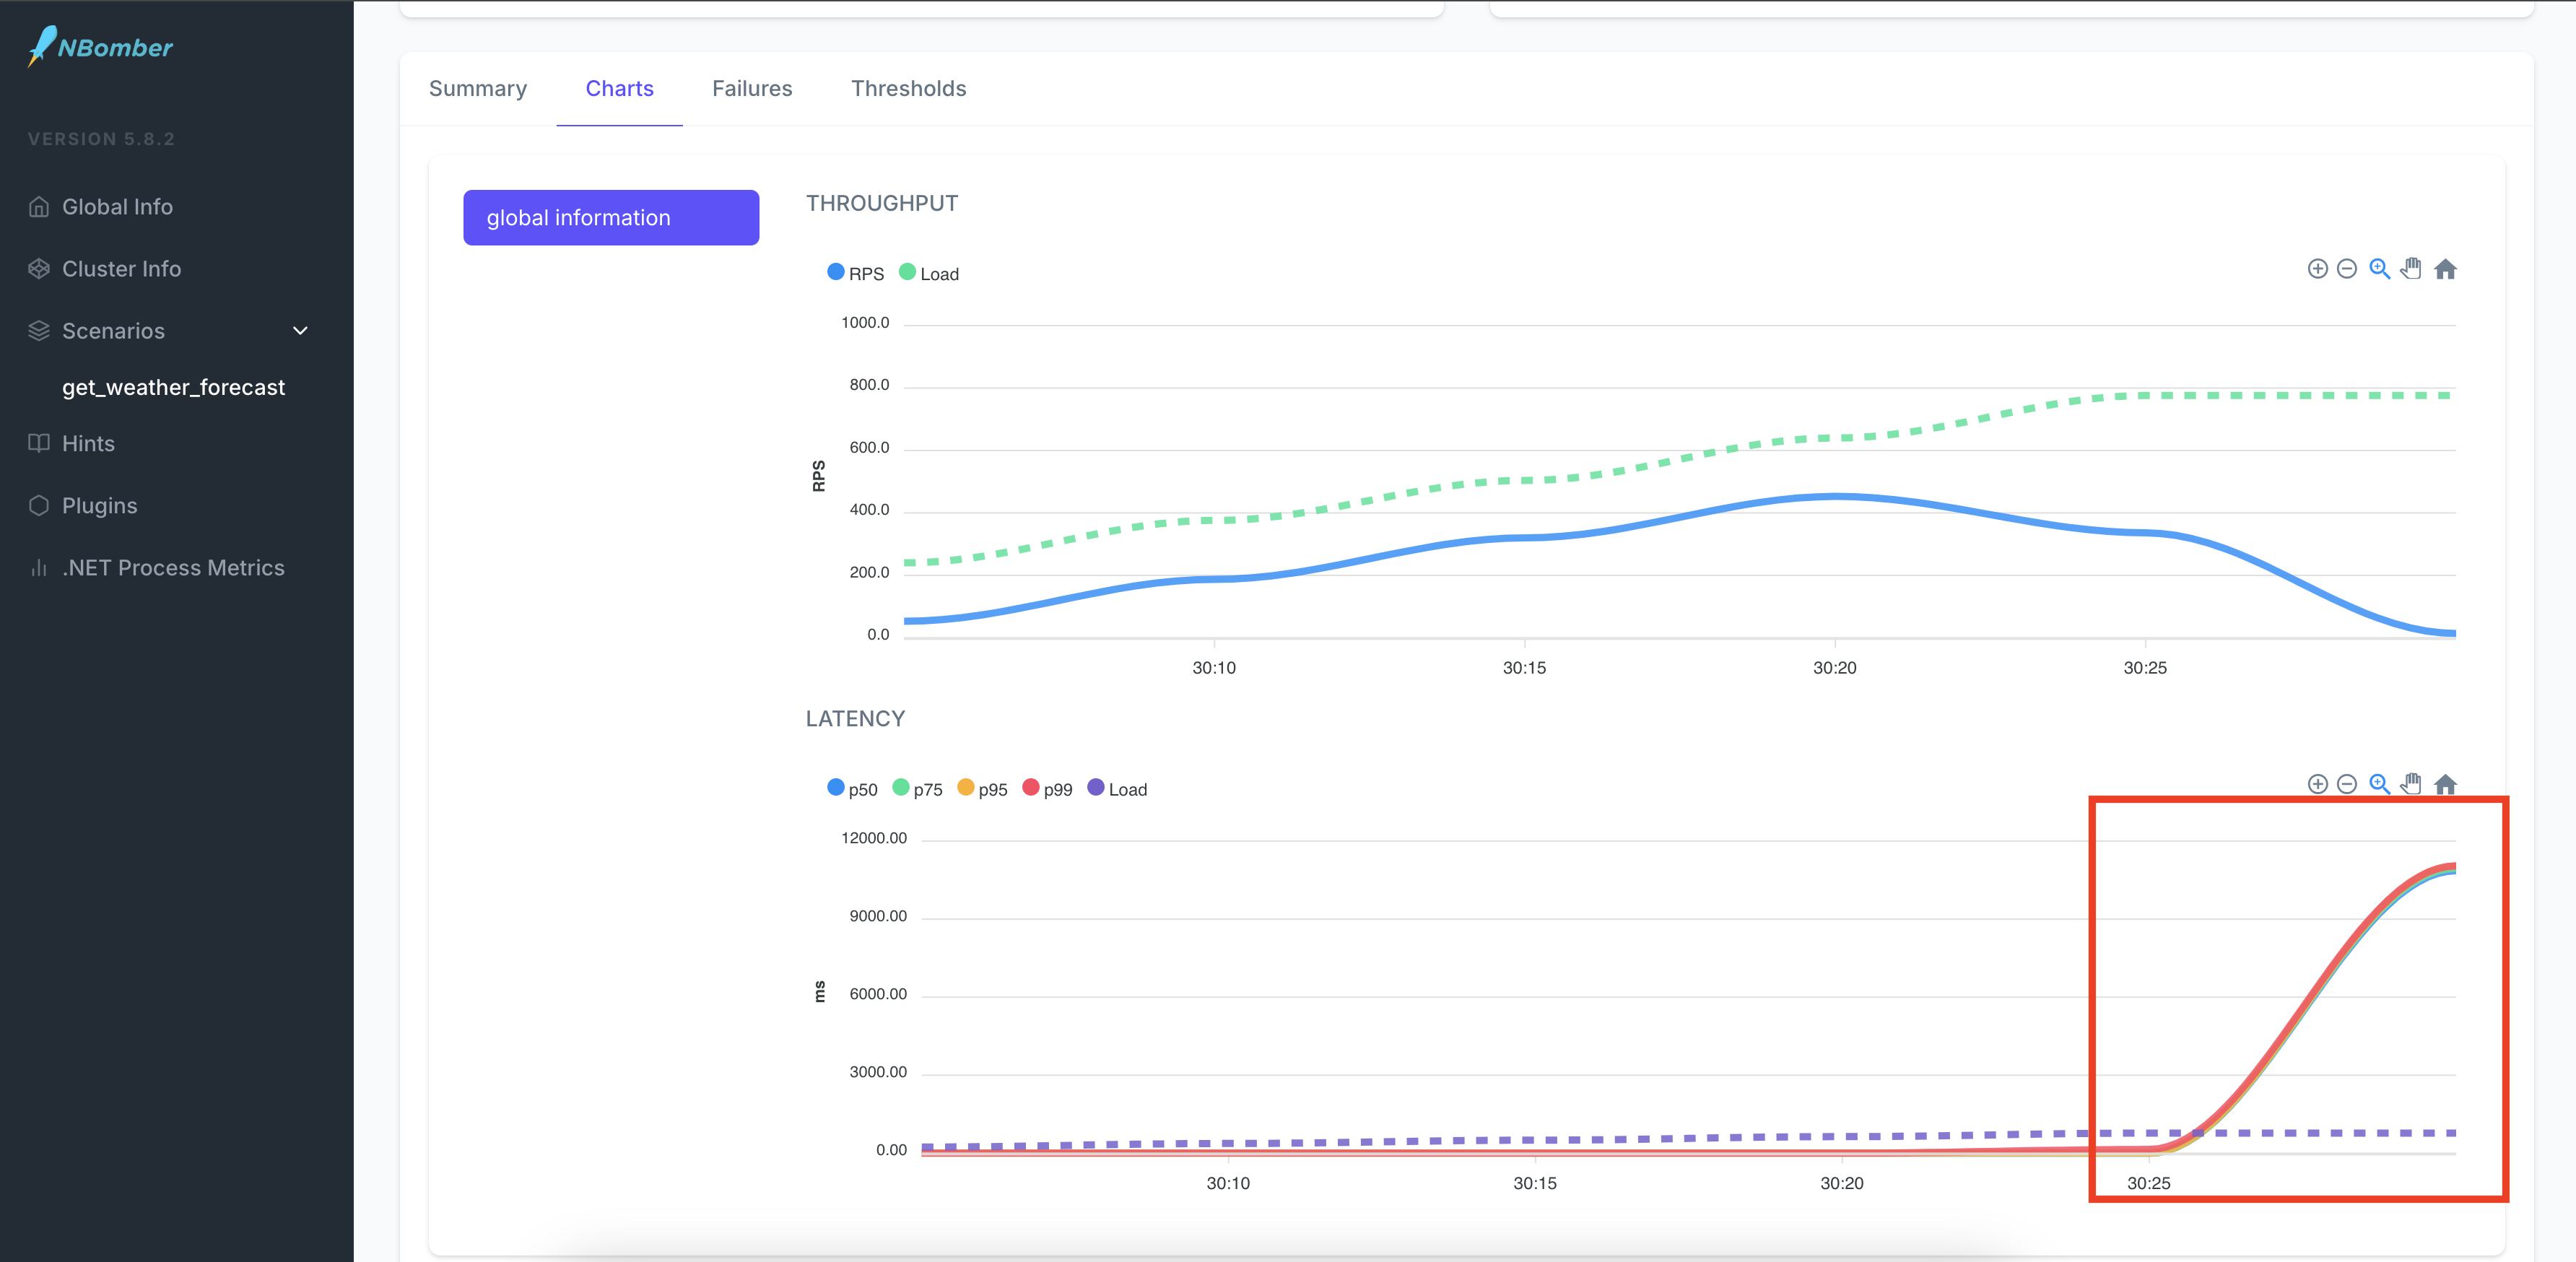 NBomber
VERSION 5.8.2
Global Info
Cluster Info
Scenarios
get_weather_forecast
Hints
Plugins
.NET Process Metrics
Summary Charts Failures Thresholds
global information
THROUGHPUT
RPS Load
1000.0
800.0
600.0
400.0
200.0
0.0
RPS
30:10 30:15 30:20 30:25
LATENCY
p50 p75 p95 p99 Load
12000.00
9000.00
6000.00
3000.00
0.00
ms
30:10 30:15 30:20 30:25